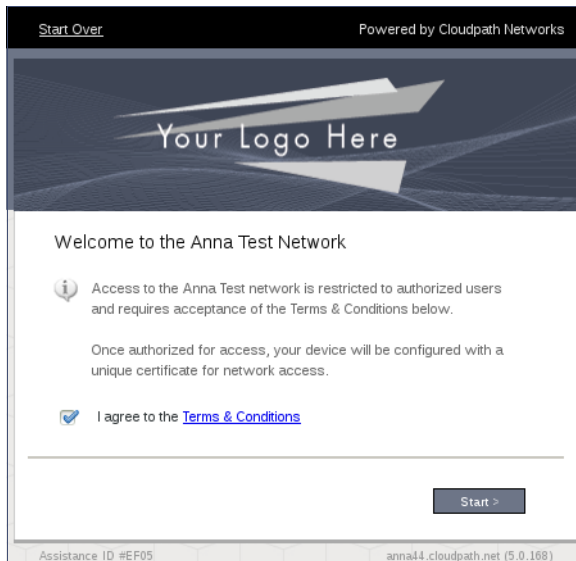 Start Over
Powered by Cloudpath Networks
Your Logo Here
Welcome to the Anna Test Network
Access to the Anna Test network is restricted to authorized users
and requires acceptance of the Terms & Conditions below.
Once authorized for access, your device will be configured with a
unique certificate for network access.
I agree to the Terms & Conditions
Start >
Assistance ID #EF05
anna44.cloudpath.net (5.0.168)